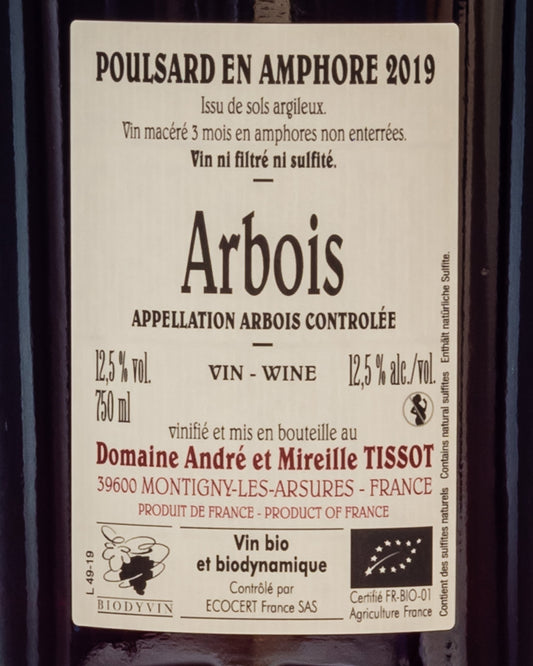 POULSARD EN AMPHORE 2019
Issu de sols argileux.
Vin macéré 3 mois en amphores non enterrées.
Vin ni filtré ni sulfité.
Arbois
APPELLATION ARBOIS CONTROLÉE
12,5 % vol.
750 ml
VIN - WINE
12,5 % alc./vol.
vinifié et mis en bouteille au
Domaine André et Mireille TISSOT
39600 MONTIGNY-LES-ARSURES - FRANCE
PRODUIT DE FRANCE - PRODUCT OF FRANCE
L 49-19
BIODYVIN
Vin bio
et biodynamique
Contrôlé par
ECOCERT France SAS
Certifié FR-BIO-01
Agriculture France
Contient des sulfites naturels Contains natural sulfites Enthält natürliche Sulfite.